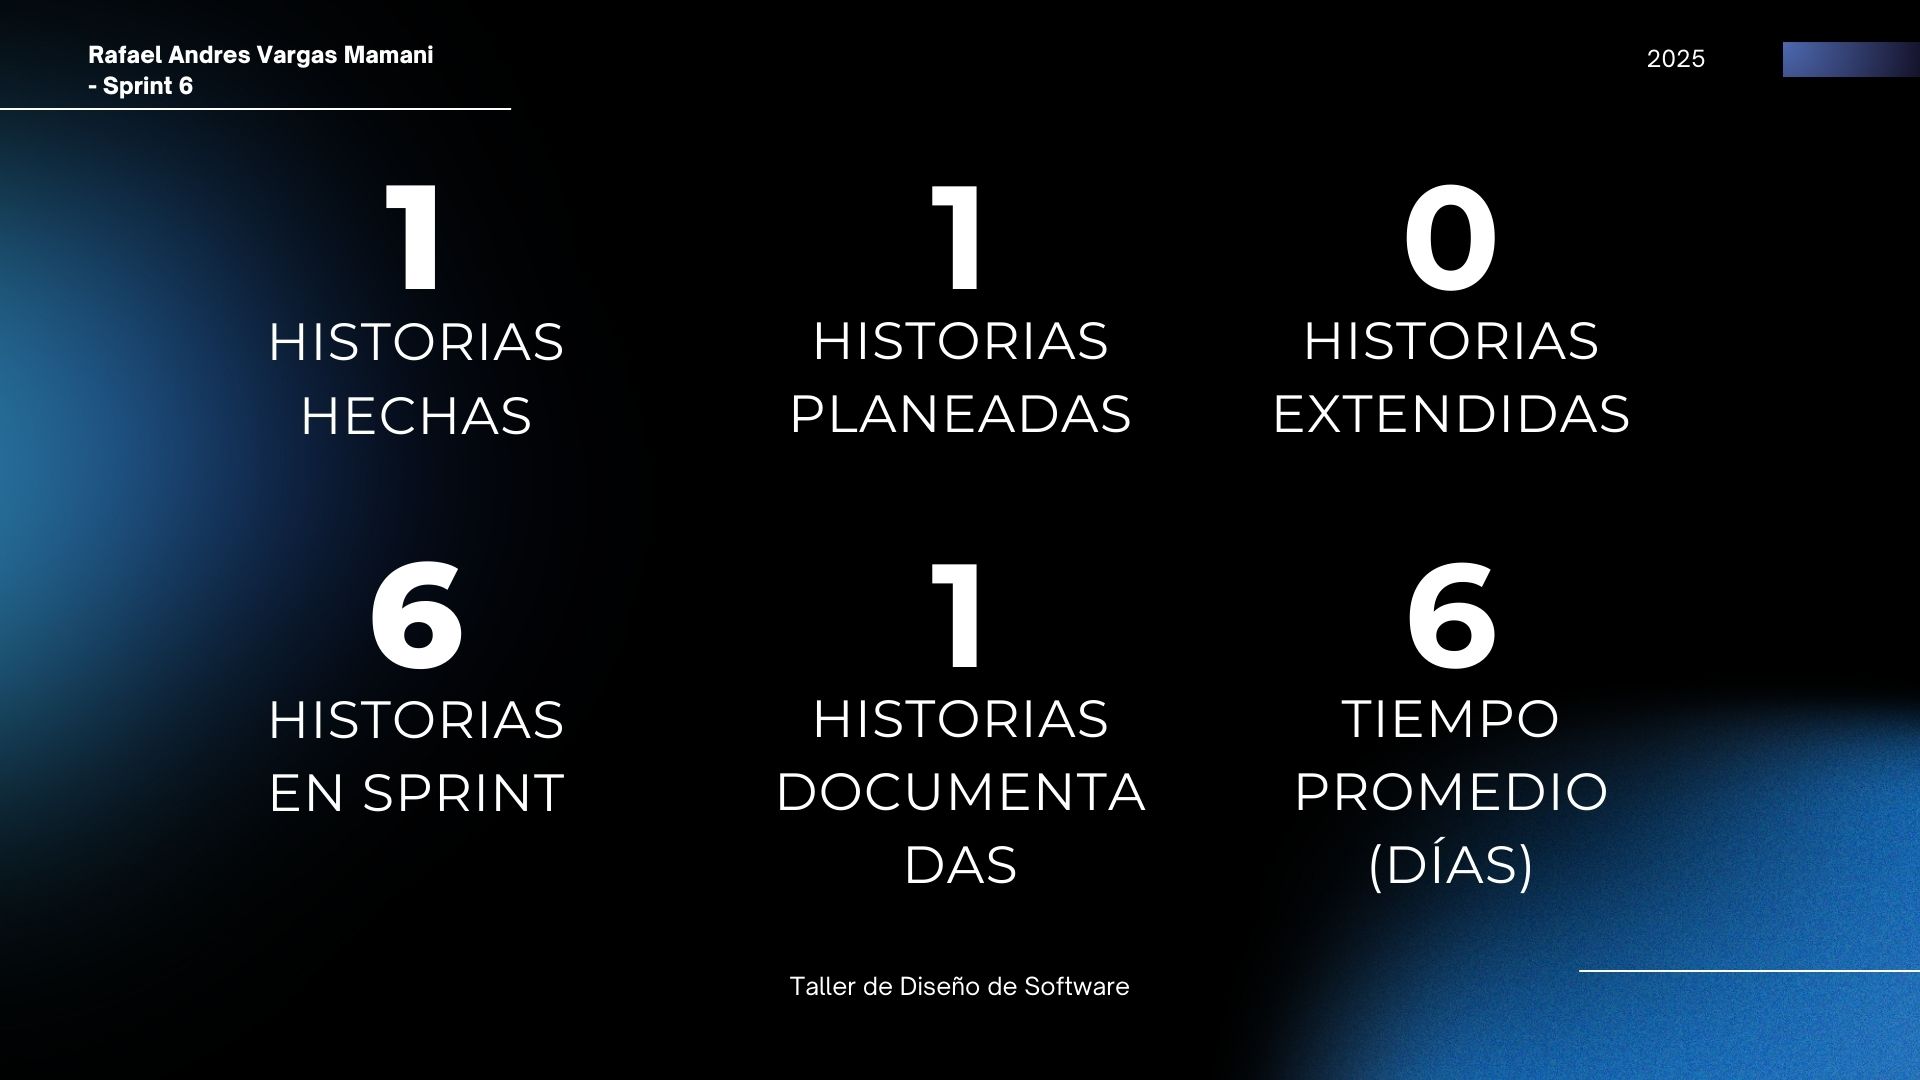 Rafael Andres Vargas Mamani
- Sprint 6
2025
1
HISTORIAS
HECHAS
1
HISTORIAS
PLANEADAS
0
HISTORIAS
EXTENDIDAS
6
HISTORIAS
EN SPRINT
1
HISTORIAS
DOCUMENTA
DAS
6
TIEMPO
PROMEDIO
(DÍAS)
Taller de Diseño de Software